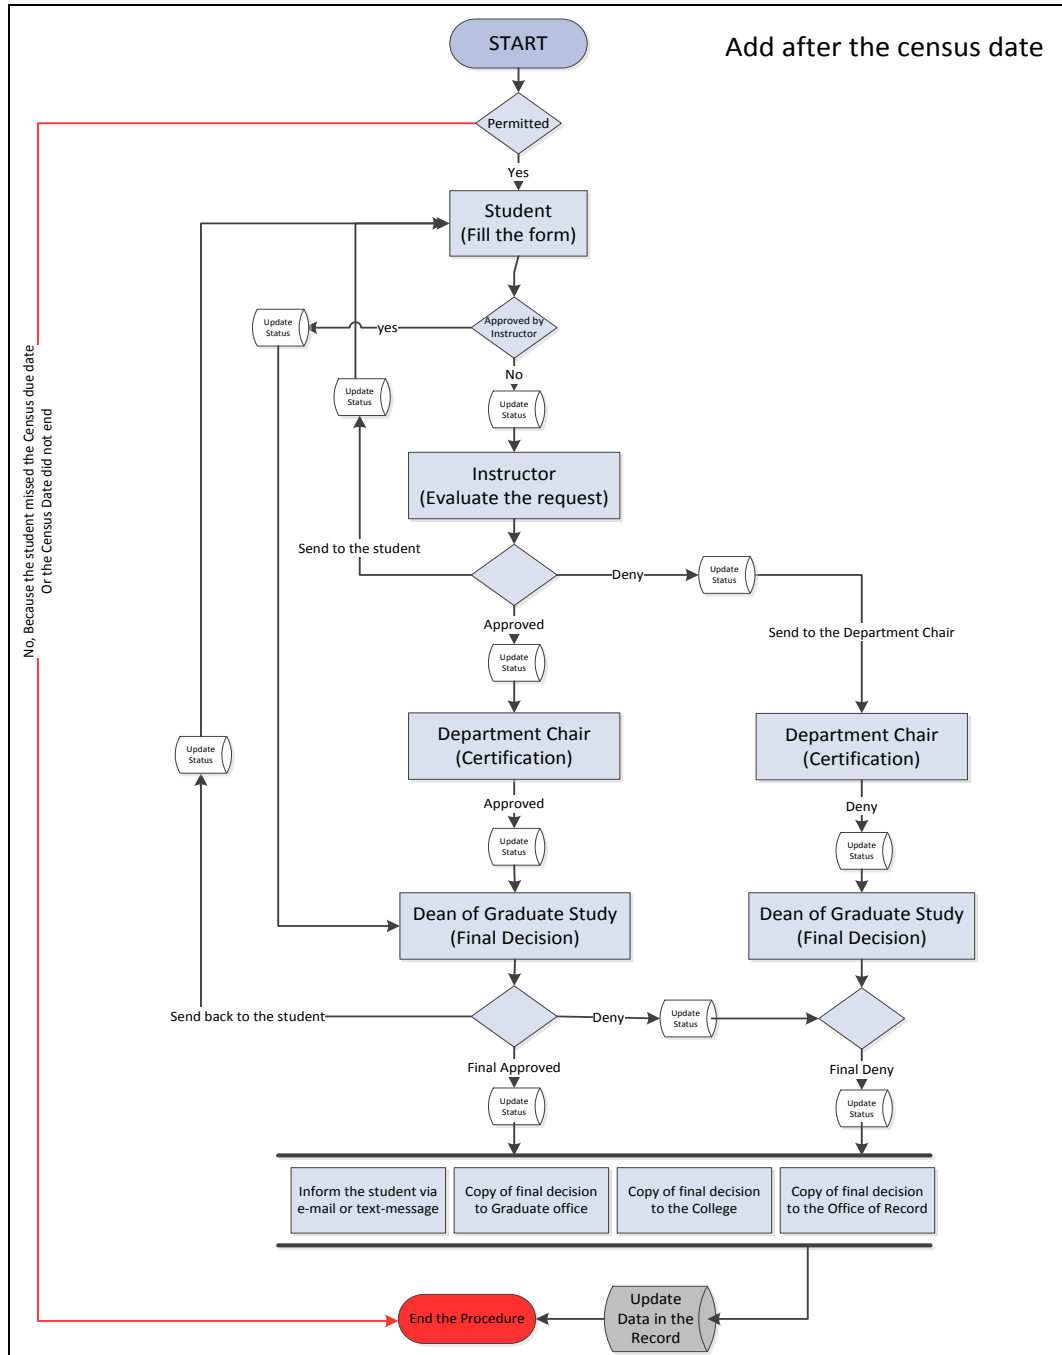 START
Add after the census date
Permitted
Yes
Student
(Fill the form)
Update
Status
yes
Approved by
Instructor
No
Update
Status
Update
Status
No, Because the student missed the Census due date
Or the Census Date did not end
Instructor
(Evaluate the request)
Send to the student
Deny
Update
Status
Approved
Send to the Department Chair
Update
Status
Department Chair
(Certification)
Department Chair
(Certification)
Update
Status
Approved
Deny
Update
Status
Update
Status
Dean of Graduate Study
(Final Decision)
Dean of Graduate Study
(Final Decision)
Send back to the student
Deny
Update
Status
Final Approved
Final Deny
Update
Status
Update
Status
Inform the student via
e-mail or text-message
Copy of final decision
to Graduate office
Copy of final decision
to the College
Copy of final decision
to the Office of Record
End the Procedure
Update
Data in the
Record